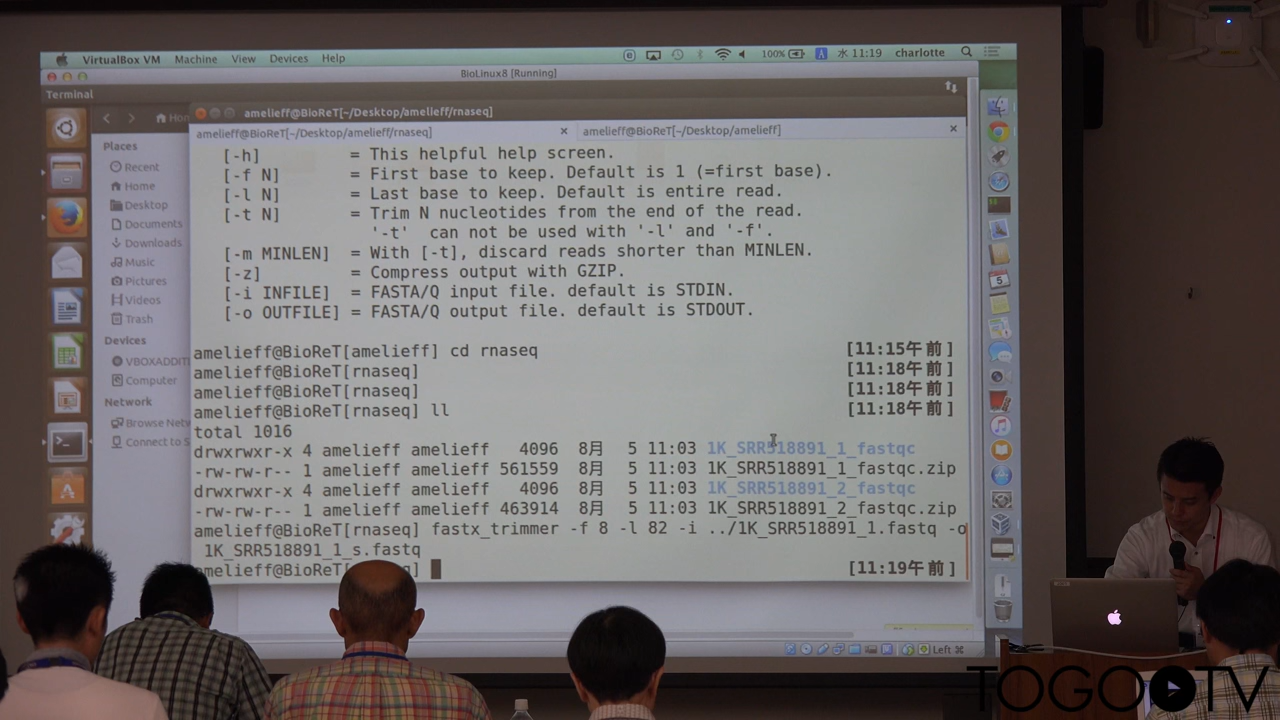 VirtualBox VM Machine View Devices Help 100% A 水 11:19 charlotte
BioLinux8 [Running]
Terminal
amelieff@BioReT[~/Desktop/amelieff/rnaseq]
amelieff@BioReT[~/Desktop/amelieff/rnaseq] × amelieff@BioReT[~/Desktop/amelieff] ×
Places
Recent
Home
Desktop
Documents
Downloads
Music
Pictures
Videos
Trash
Devices
VBOXADDIT
Computer
Network
Browse Netw
Connect to S
[-h] = This helpful help screen.
[-f N] = First base to keep. Default is 1 (=first base).
[-l N] = Last base to keep. Default is entire read.
[-t N] = Trim N nucleotides from the end of the read.
'-t' can not be used with '-l' and '-f'.
[-m MINLEN] = With [-t], discard reads shorter than MINLEN.
[-z] = Compress output with GZIP.
[-i INFILE] = FASTA/Q input file. default is STDIN.
[-o OUTFILE] = FASTA/Q output file. default is STDOUT.
amelieff@BioReT[amelieff] cd rnaseq [11:15午前]
amelieff@BioReT[rnaseq] [11:18午前]
amelieff@BioReT[rnaseq] [11:18午前]
amelieff@BioReT[rnaseq] ll [11:18午前]
total 1016
drwxrwxr-x 4 amelieff amelieff 4096 8月 5 11:03 1K_SRR518891_1_fastqc
-rw-rw-r-- 1 amelieff amelieff 561559 8月 5 11:03 1K_SRR518891_1_fastqc.zip
drwxrwxr-x 4 amelieff amelieff 4096 8月 5 11:03 1K_SRR518891_2_fastqc
-rw-rw-r-- 1 amelieff amelieff 463914 8月 5 11:03 1K_SRR518891_2_fastqc.zip
amelieff@BioReT[rnaseq] fastx_trimmer -f 8 -l 82 -i ../1K_SRR518891_1.fastq -o
1K_SRR518891_1_s.fastq
amelieff@BioReT[rnaseq] [11:19午前]
5
Left ⌘
TOGO TV